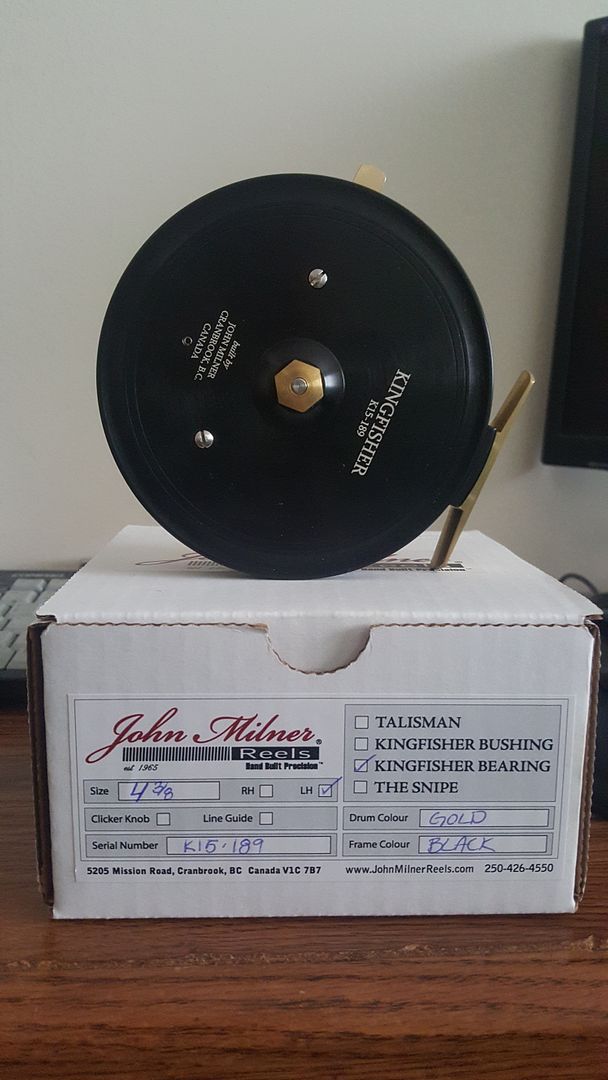 built by
JOHN MILNER
CRANBROOK, B.C.
CANADA
KINGFISHER
K15-189
Hand Built Precision
John Milner®
Reels
est 1965
Hand Built Precision™
Size 4 3/8 RH LH
Clicker Knob Line Guide
Serial Number K15-189
TALISMAN
KINGFISHER BUSHING
KINGFISHER BEARING
THE SNIPE
Drum Colour GOLD
Frame Colour BLACK
5205 Mission Road, Cranbrook, BC Canada V1C 7B7 www.JohnMilnerReels.com 250-426-4550